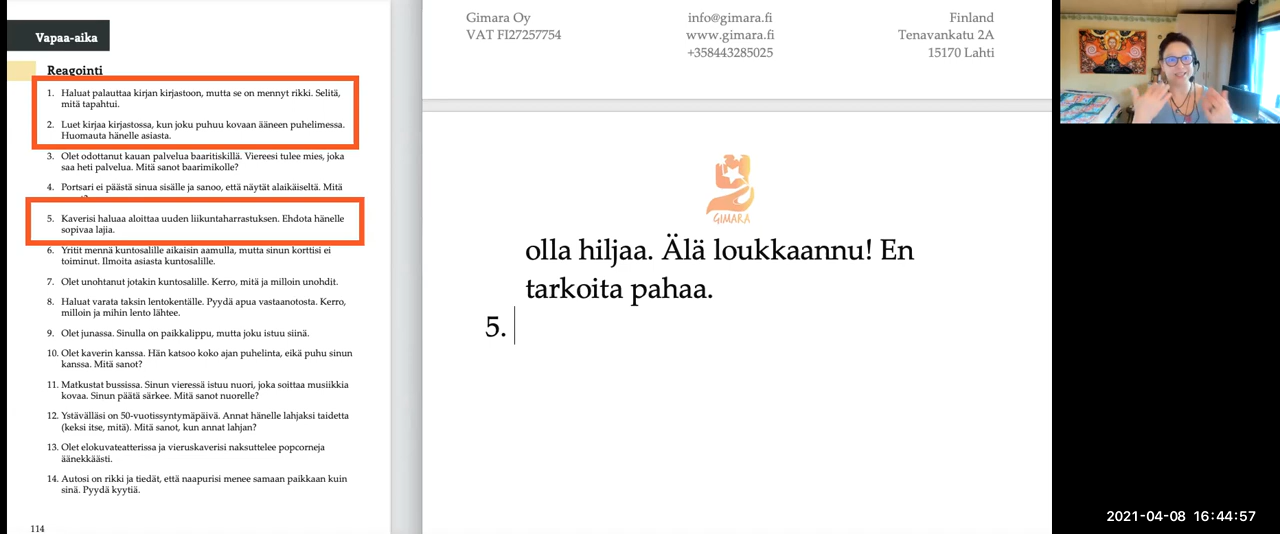 Vapaa-aika
Reagointi
1. Haluat palauttaa kirjan kirjastoon, mutta se on mennyt rikki. Selitä,
mitä tapahtui.
2. Luet kirjaa kirjastossa, kun joku puhuu kovaan ääneen puhelimessa.
Huomauta hänelle asiasta.
3. Olet odottanut kauan palvelua baaritiskillä. Viereesi tulee mies, joka
saa heti palvelua. Mitä sanot baarimikolle?
4. Portsari ei päästä sinua sisälle ja sanoo, että näytät alaikäiseltä. Mitä
5. Kaverisi haluaa aloittaa uuden liikuntaharrastuksen. Ehdota hänelle
sopivaa lajia.
6. Yritit mennä kuntosalille aikaisin aamulla, mutta sinun korttisi ei
toiminut. Ilmoita asiasta kuntosalille.
7. Olet unohtanut jotakin kuntosalille. Kerro, mitä ja milloin unohdit.
8. Haluat varata taksin lentokentälle. Pyydä apua vastaanotosta. Kerro,
milloin ja mihin lento lähtee.
9. Olet junassa. Sinulla on paikkalippu, mutta joku istuu siinä.
10. Olet kaverin kanssa. Hän katsoo koko ajan puhelinta, eikä puhu sinun
kanssa. Mitä sanot?
11. Matkustat bussissa. Sinun vieressä istuu nuori, joka soittaa musiikkia
kovaa. Sinun päätä särkee. Mitä sanot nuorelle?
12. Ystävälläsi on 50-vuotissyntymäpäivä. Annat hänelle lahjaksi taidetta
(keksi itse, mitä). Mitä sanot, kun annat lahjan?
13. Olet elokuvateatterissa ja vieruskaverisi naksuttelee popcorneja
äänekkäästi.
14. Autosi on rikki ja tiedät, että naapurisi menee samaan paikkaan kuin
sinä. Pyydä kyytiä.
114
Gimara Oy
VAT FI27257754
info@gimara.fi
www.gimara.fi
+358443285025
Finland
Tenavankatu 2A
15170 Lahti
GIMARA
olla hiljaa. Älä loukkaannu! En
tarkoita pahaa.
5.
2021-04-08 16:44:57